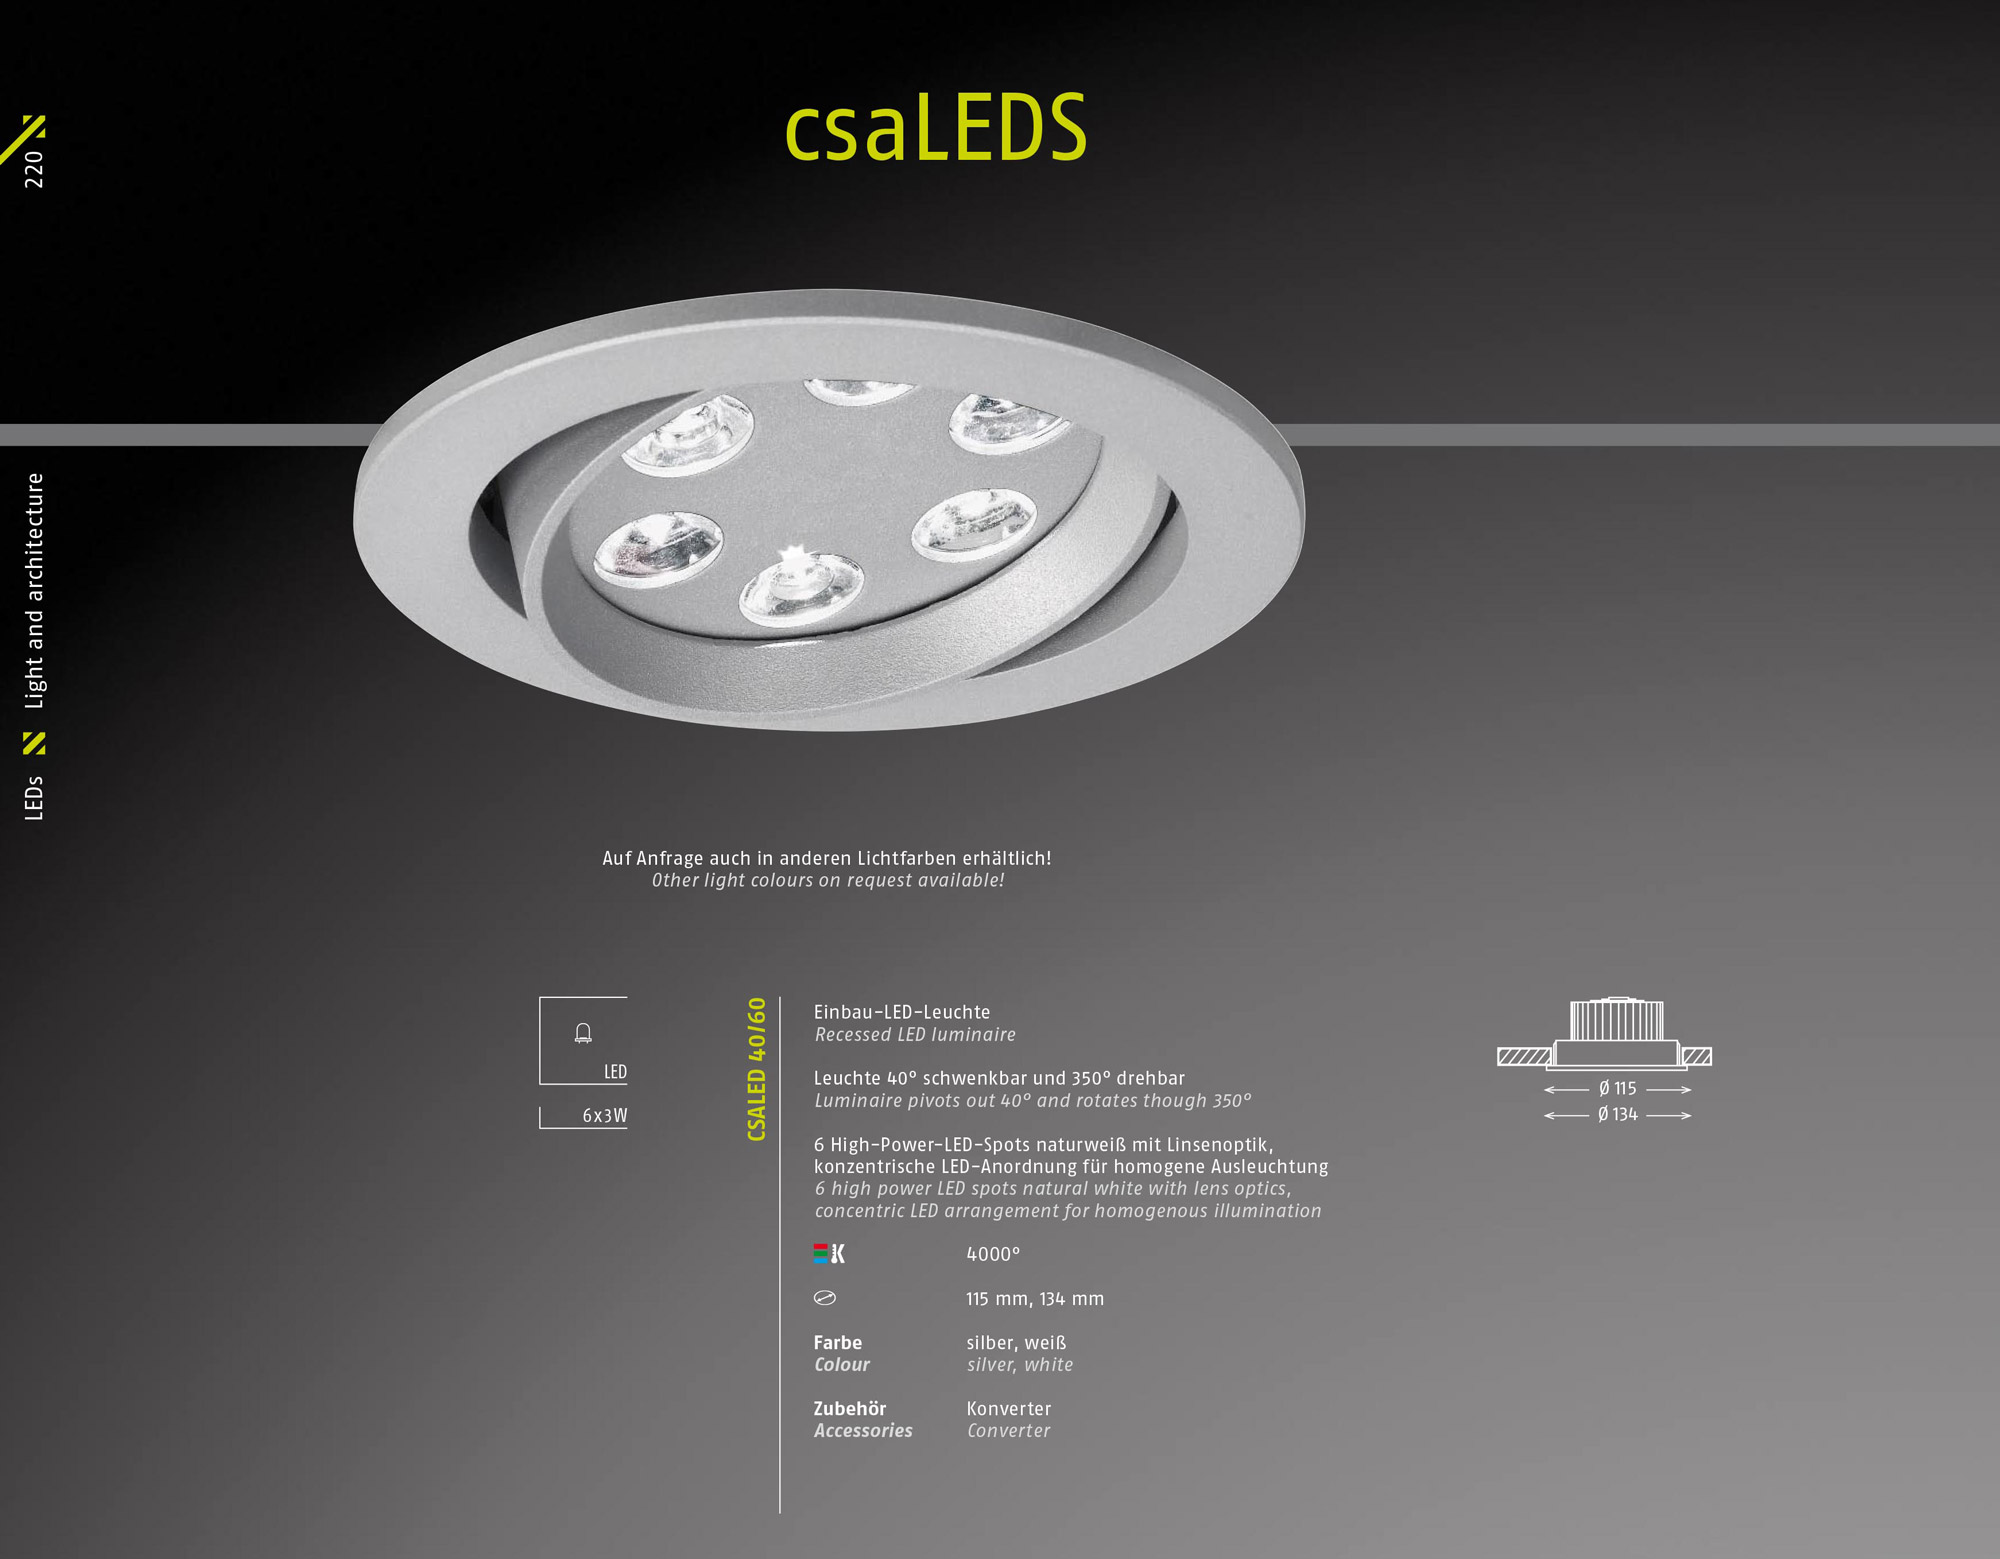 csaLEDS
220
Light and architecture
LEDs
Auf Anfrage auch in anderen Lichtfarben erhältlich!
Other light colours on request available!
LED
6x3W
CSALED 40/60
Einbau-LED-Leuchte
Recessed LED luminaire
Leuchte 40° schwenkbar und 350° drehbar
Luminaire pivots out 40° and rotates though 350°
6 High-Power-LED-Spots naturweiß mit Linsenoptik,
konzentrische LED-Anordnung für homogene Ausleuchtung
6 high power LED spots natural white with lens optics,
concentric LED arrangement for homogenous illumination
K 4000°
115 mm, 134 mm
Farbe silber, weiß
Colour silver, white
Zubehör Konverter
Accessories Converter
Ø 115
Ø 134